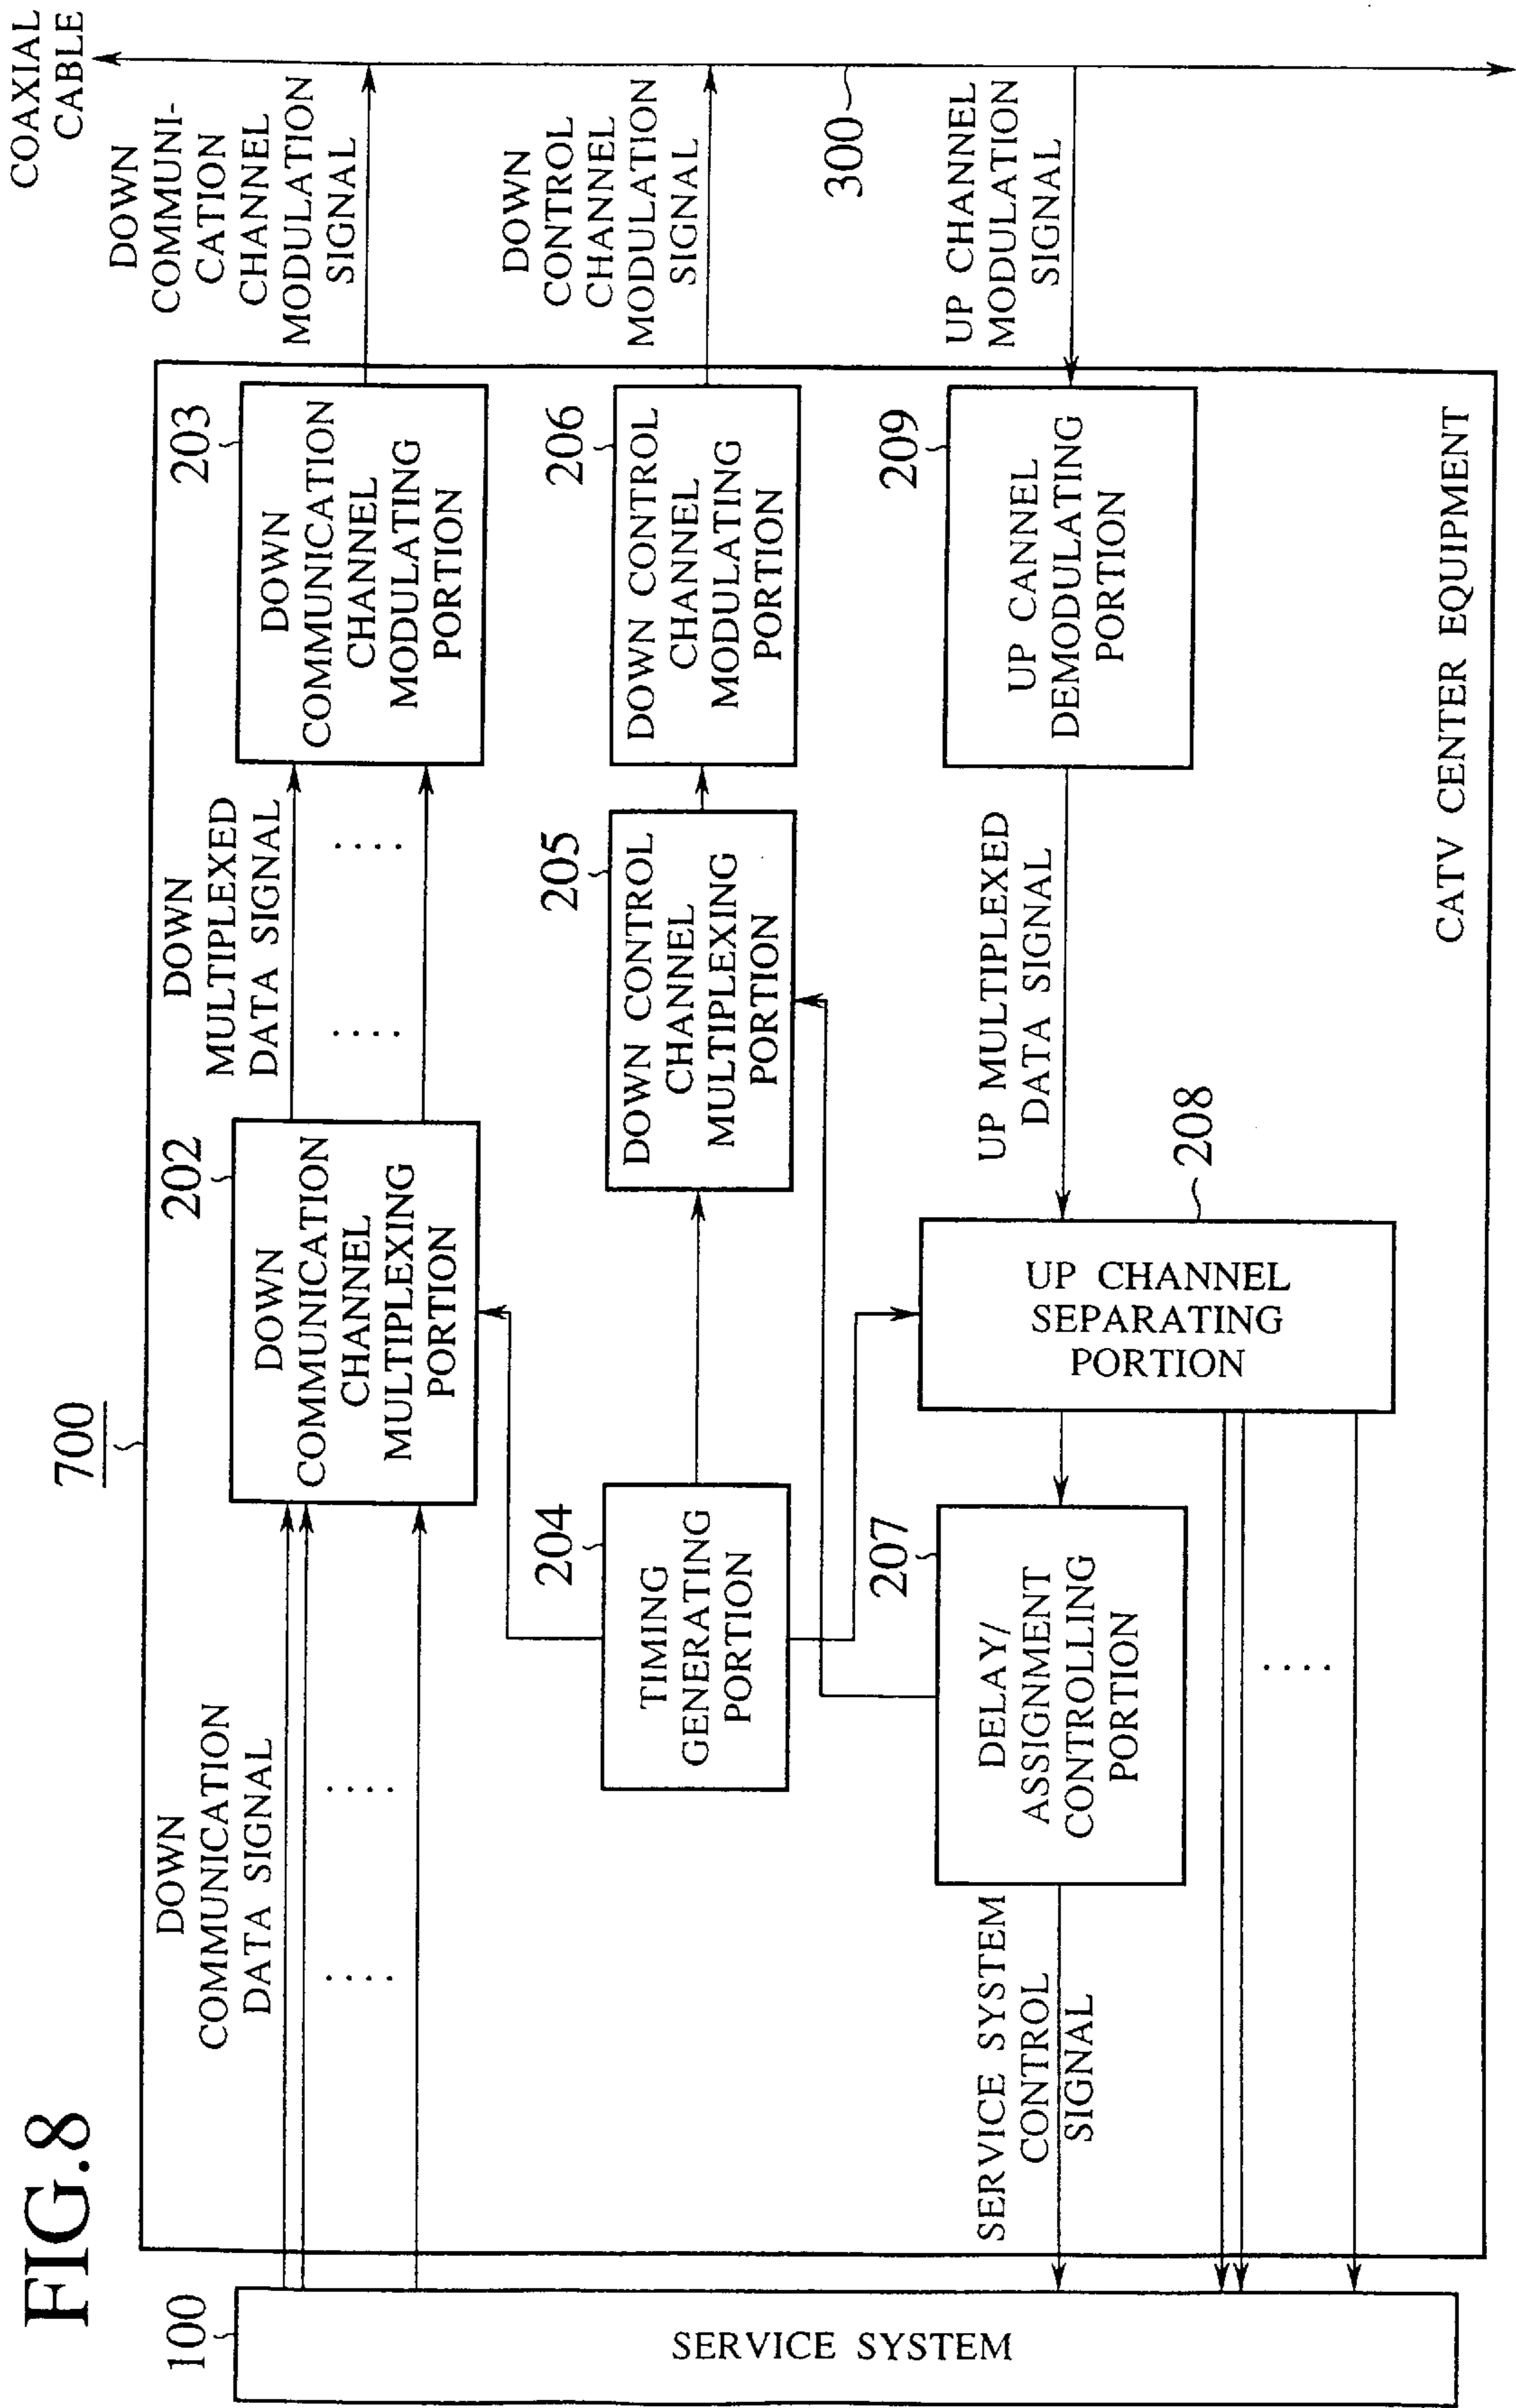 FIG.8
COAXIAL
CABLE
700
100
SERVICE SYSTEM
DOWN
COMMUNICATION
DATA SIGNAL
....
....
202
DOWN
COMMUNICATION
CHANNEL
MULTIPLEXING
PORTION
DOWN
MULTIPLEXED
DATA SIGNAL
....
....
203
DOWN
COMMUNICATION
CHANNEL
MODULATING
PORTION
DOWN
COMMUNI-
CATION
CHANNEL
MODULATION
SIGNAL
204
TIMING
GENERATING
PORTION
205
DOWN CONTROL
CHANNEL
MULTIPLEXING
PORTION
206
DOWN CONTROL
CHANNEL
MODULATING
PORTION
DOWN
CONTROL
CHANNEL
MODULATION
SIGNAL
300
SERVICE SYSTEM
CONTROL
SIGNAL
207
DELAY/
ASSIGNMENT
CONTROLLING
PORTION
....
208
UP CHANNEL
SEPARATING
PORTION
UP MULTIPLEXED
DATA SIGNAL
209
UP CANNEL
DEMODULATING
PORTION
UP CHANNEL
MODULATION
SIGNAL
CATV CENTER EQUIPMENT